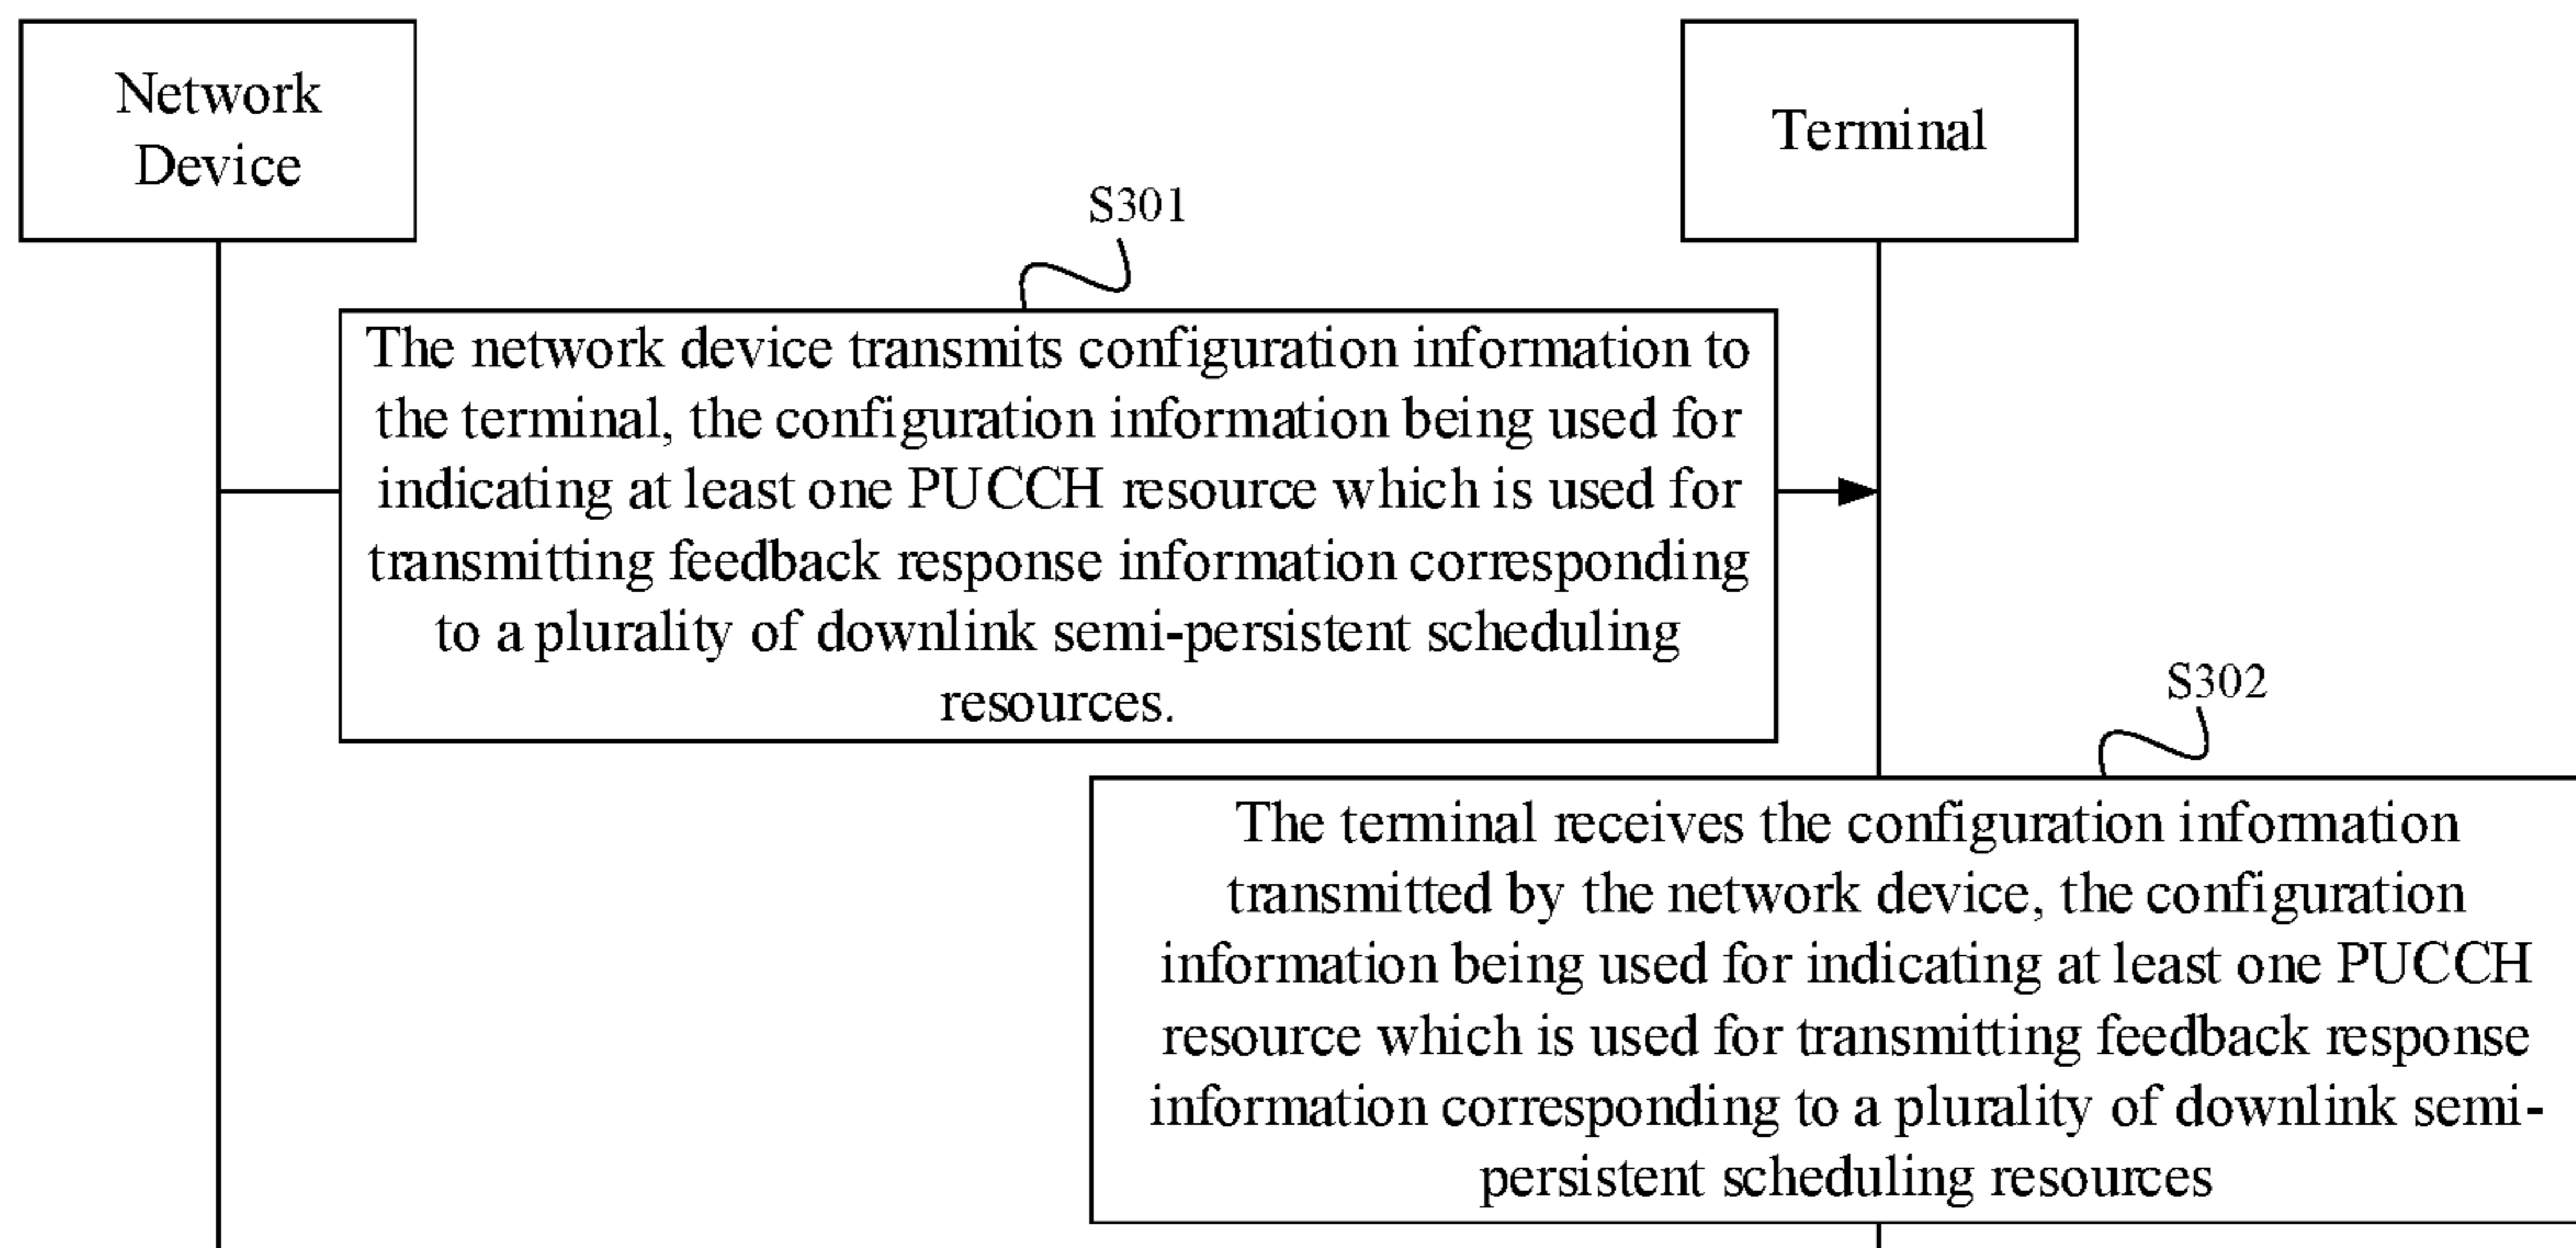 Network
Device
Terminal
S301
The network device transmits configuration information to
the terminal, the configuration information being used for
indicating at least one PUCCH resource which is used for
transmitting feedback response information corresponding
to a plurality of downlink semi-persistent scheduling
resources.
S302
The terminal receives the configuration information
transmitted by the network device, the configuration
information being used for indicating at least one PUCCH
resource which is used for transmitting feedback response
information corresponding to a plurality of downlink semi-
persistent scheduling resources